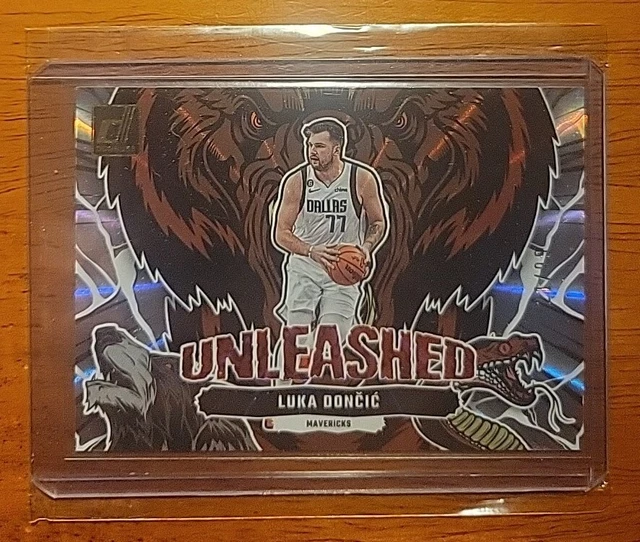 DALLAS
77
UNLEASHED
LUKA DONČIĆ
MAVERICKS